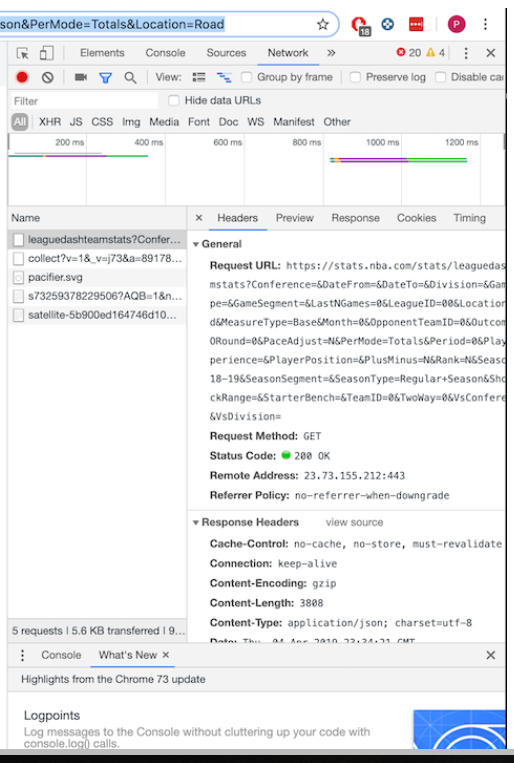 son&PerMode=Totals&Location=Road
18
P
Elements Console Sources Network » 20 4
View: Group by frame Preserve log Disable cac
Filter Hide data URLs
All XHR JS CSS Img Media Font Doc WS Manifest Other
200 ms 400 ms 600 ms 800 ms 1000 ms 1200 ms
Name × Headers Preview Response Cookies Timing
leaguedashteamstats?Confer...
collect?v=1&_v=j73&a=89178...
pacifier.svg
s73259378229506?AQB=1&n...
satellite-5b900ed164746d10...
General
Request URL: https://stats.nba.com/stats/leaguedas
mstats?Conference=&DateFrom=&DateTo=&Division=&Gam
pe=&GameSegment=&LastNGames=0&LeagueID=00&Location
d&MeasureType=Base&Month=0&OpponentTeamID=0&Outcom
ORound=0&PaceAdjust=N&PerMode=Totals&Period=0&Play
perience=&PlayerPosition=&PlusMinus=N&Rank=N&Seaso
18-19&SeasonSegment=&SeasonType=Regular+Season&Sho
ckRange=&StarterBench=&TeamID=0&TwoWay=0&VsConfere
&VsDivision=
Request Method: GET
Status Code: 200 OK
Remote Address: 23.73.155.212:443
Referrer Policy: no-referrer-when-downgrade
Response Headers view source
Cache-Control: no-cache, no-store, must-revalidate
Connection: keep-alive
Content-Encoding: gzip
Content-Length: 3808
Content-Type: application/json; charset=utf-8
Date: Thu, 04 Apr 2019 23:34:21 GMT
5 requests | 5.6 KB transferred | 9...
Console What's New ×
Highlights from the Chrome 73 update
Logpoints
Log messages to the Console without cluttering up your code with
console.log() calls.